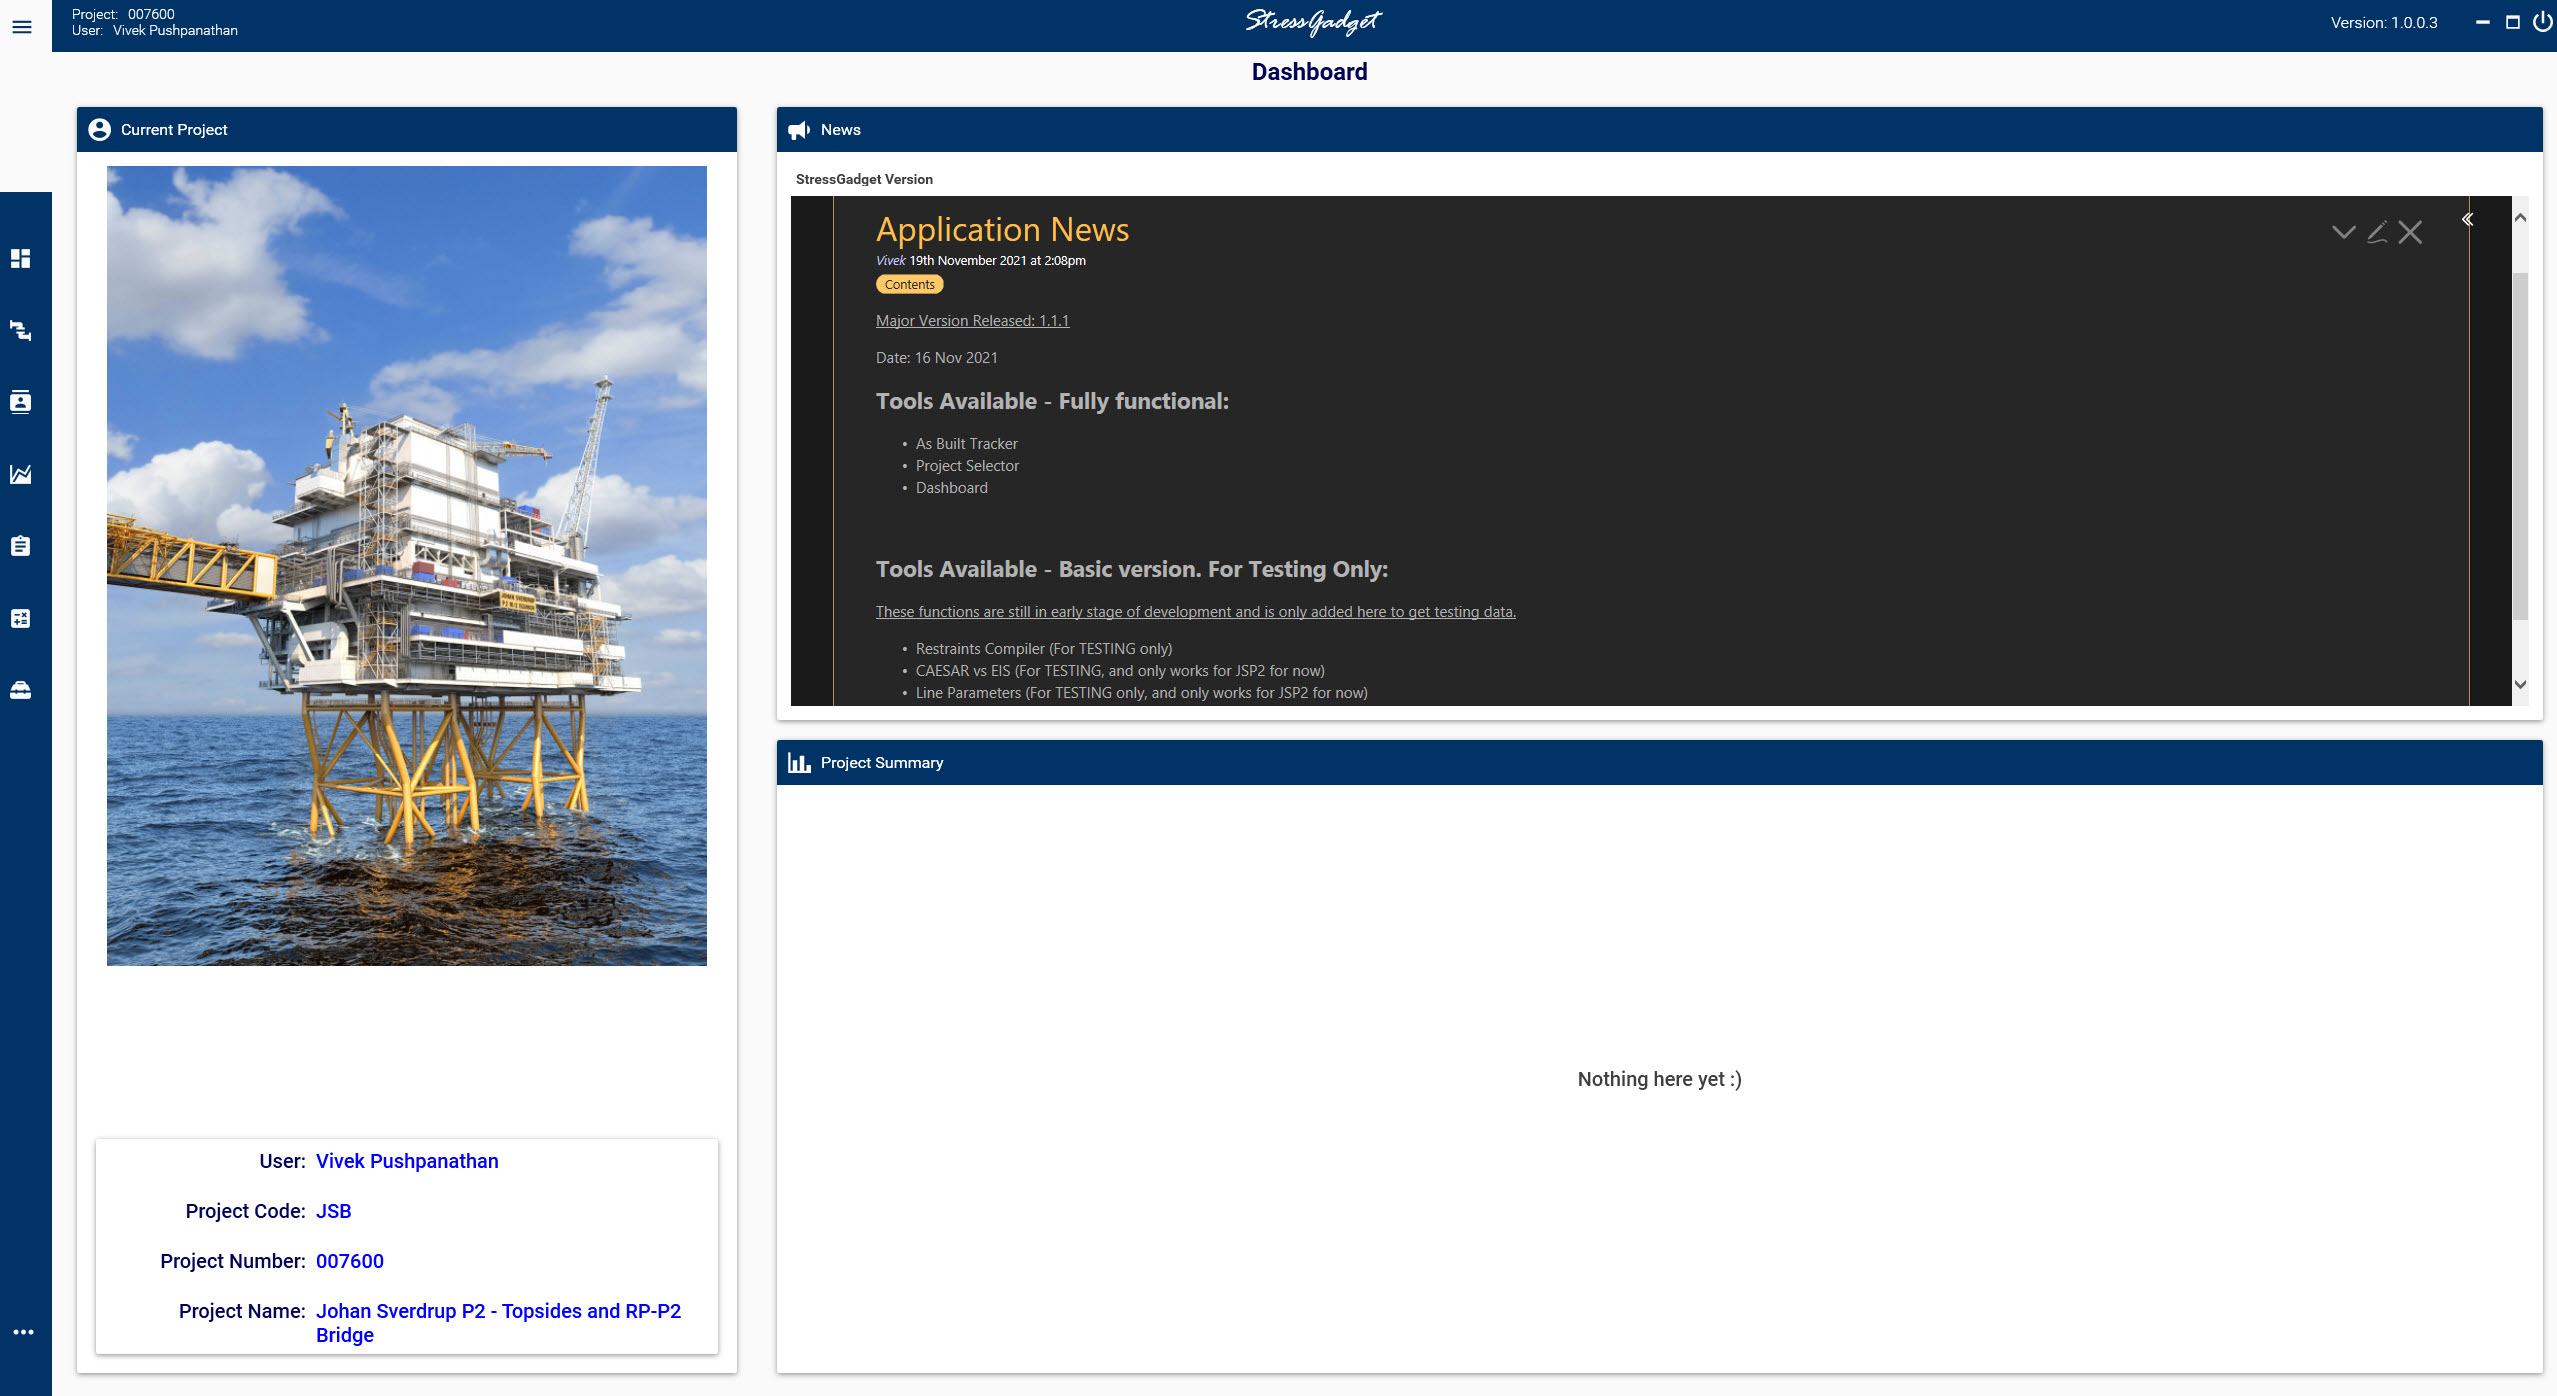 Project: 007600
User: Vivek Pushpanathan
StressGadget
Version: 1.0.0.3
Dashboard
Current Project
News
StressGadget Version
Application News
Vivek 19th November 2021 at 2:08pm
Contents
Major Version Released: 1.1.1
Date: 16 Nov 2021
Tools Available - Fully functional:
• As Built Tracker
• Project Selector
• Dashboard
Tools Available - Basic version. For Testing Only:
These functions are still in early stage of development and is only added here to get testing data.
• Restraints Compiler (For TESTING only)
• CAESAR vs EIS (For TESTING, and only works for JSP2 for now)
• Line Parameters (For TESTING only, and only works for JSP2 for now)
Project Summary
Nothing here yet :)
User: Vivek Pushpanathan
Project Code: JSB
Project Number: 007600
Project Name: Johan Sverdrup P2 - Topsides and RP-P2
Bridge